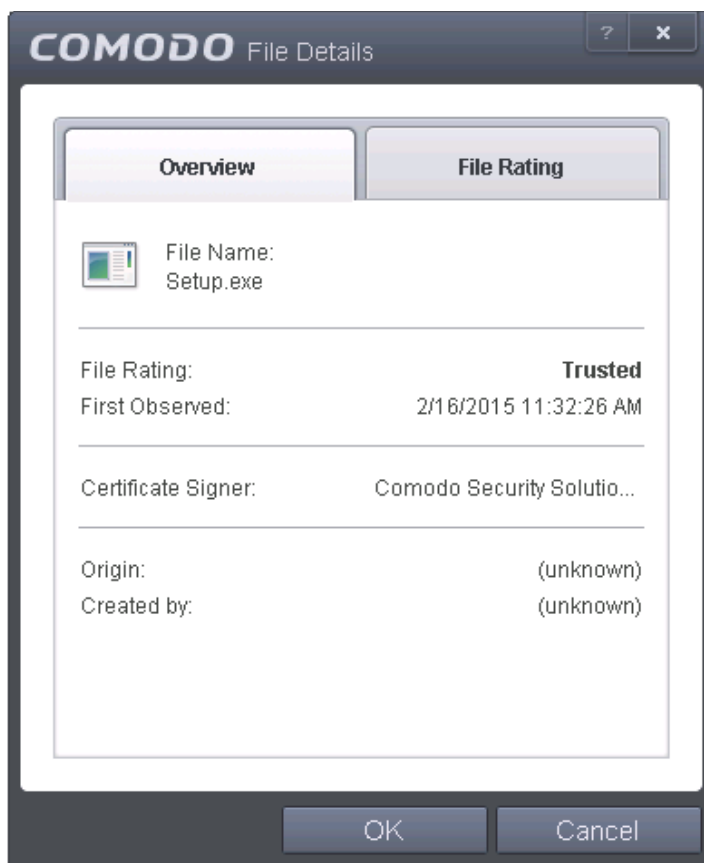 COMODO File Details
?
Overview
File Rating
File Name:
Setup.exe
File Rating:
Trusted
First Observed:
2/16/2015 11:32:26 AM
Certificate Signer:
Comodo Security Solutio...
Origin:
(unknown)
Created by:
(unknown)
OK
Cancel